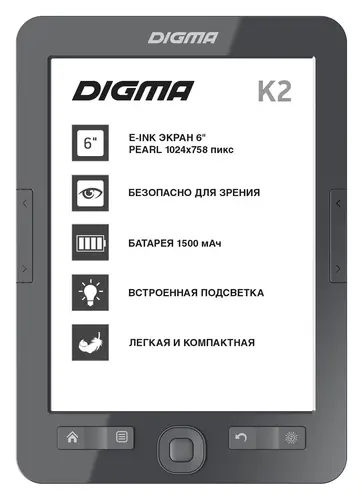 DIGMA
DIGMA K2
6"
E-INK ЭКРАН 6"
PEARL 1024x758 пикс
БЕЗОПАСНО ДЛЯ ЗРЕНИЯ
БАТАРЕЯ 1500 мАч
ВСТРОЕННАЯ ПОДСВЕТКА
ЛЕГКАЯ И КОМПАКТНАЯ